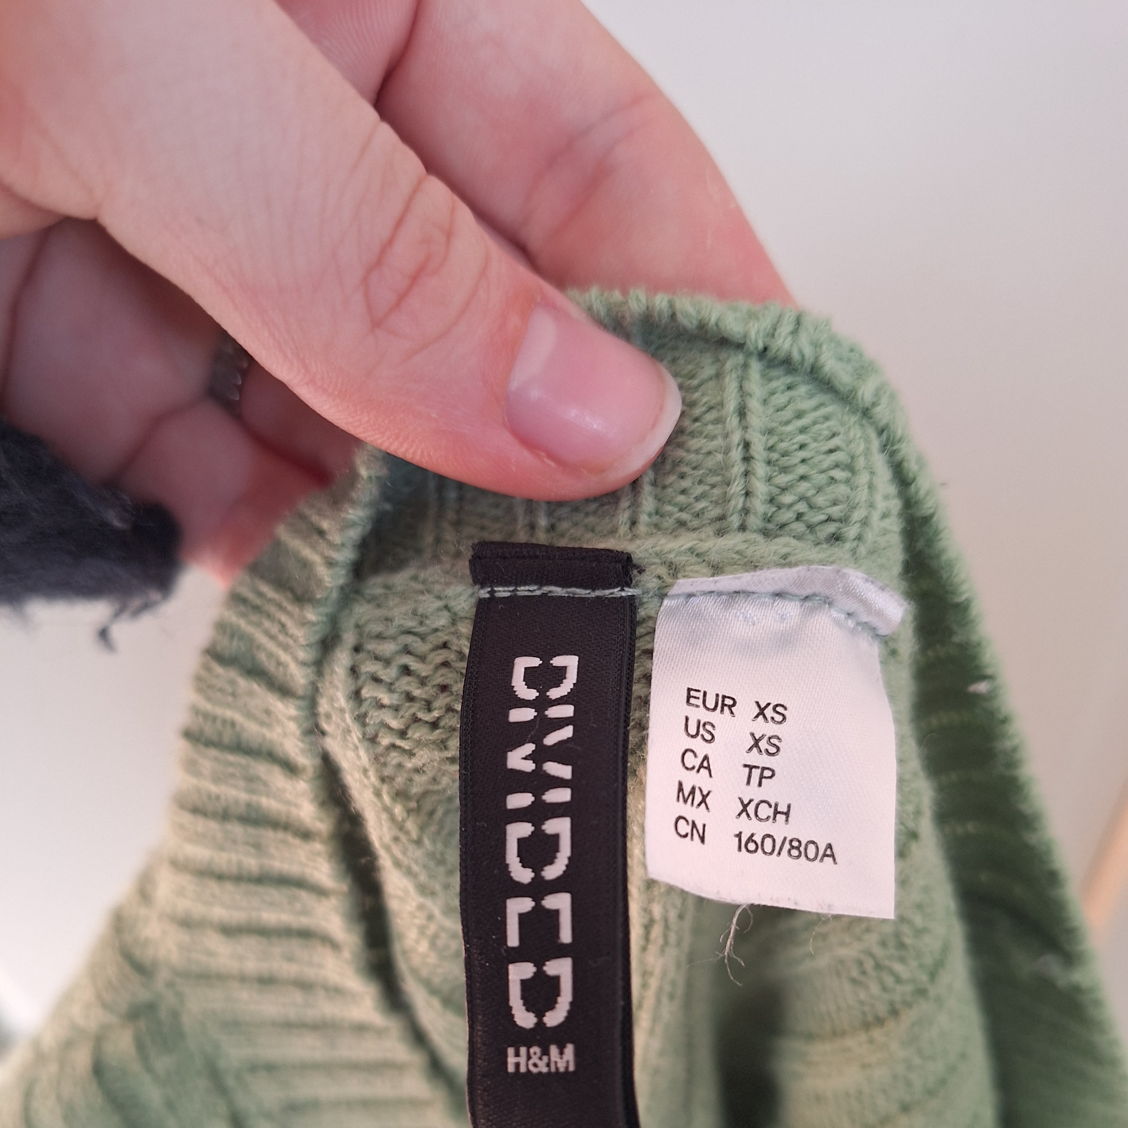 DIVIDED
H&M
EUR XS
US XS
CA TP
MX XCH
CN 160/80A